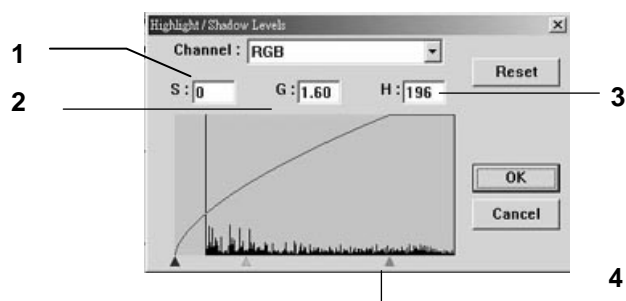 Highlight / Shadow Levels
1
Channel : RGB
Reset
S : 0 G : 1.60 H : 196
2
3
OK
Cancel
4